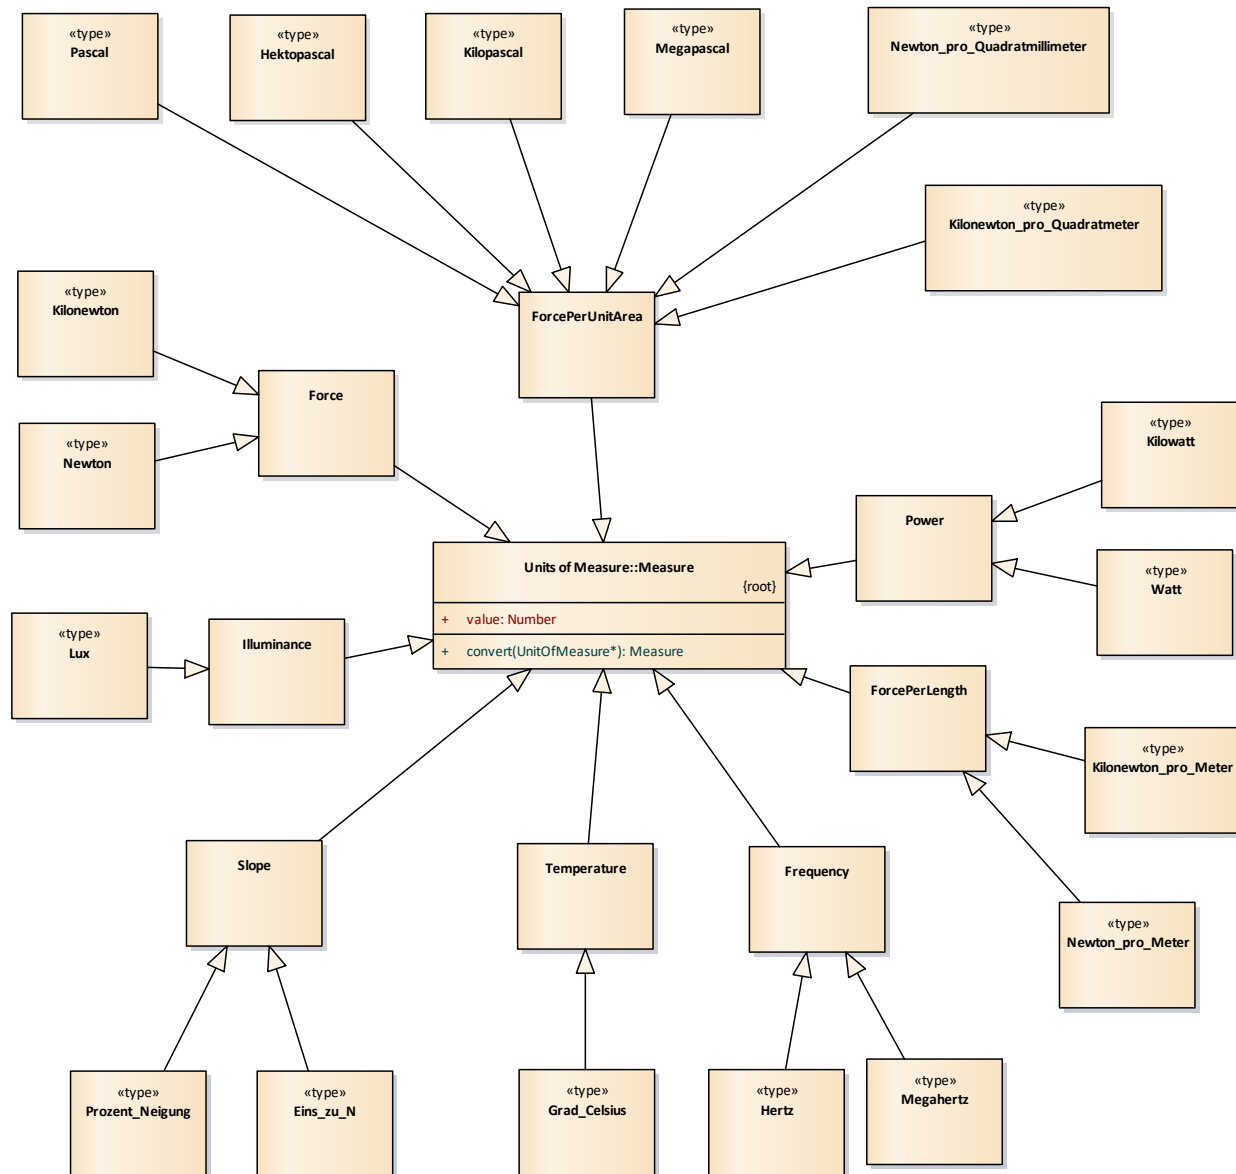 «type»
Pascal
«type»
Hektopascal
«type»
Kilopascal
«type»
Megapascal
«type»
Newton_pro_Quadratmillimeter
«type»
Kilonewton_pro_Quadratmeter
«type»
Kilonewton
ForcePerUnitArea
Force
«type»
Newton
«type»
Kilowatt
Power
«type»
Watt
Units of Measure::Measure
{root}
+ value: Number
+ convert(UnitOfMeasure*): Measure
«type»
Lux
Illuminance
ForcePerLength
«type»
Kilonewton_pro_Meter
Slope
Temperature
Frequency
«type»
Newton_pro_Meter
«type»
Prozent_Neigung
«type»
Eins_zu_N
«type»
Grad_Celsius
«type»
Hertz
«type»
Megahertz